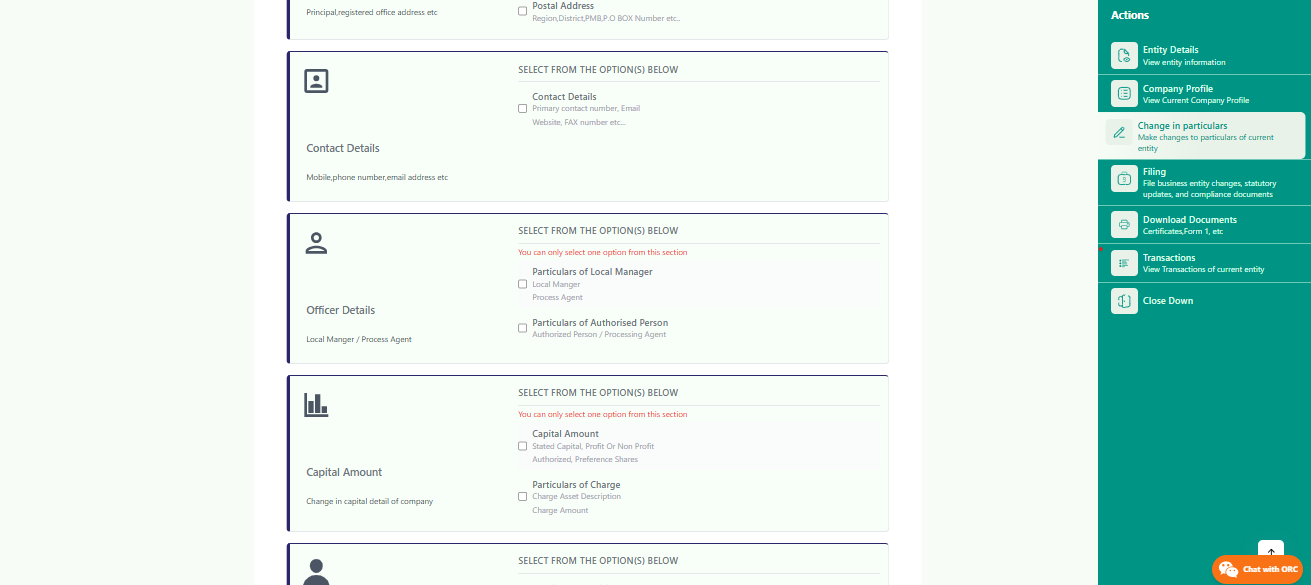 Principal,registered office address etc
Postal Address
Region,District,PMB,P.O BOX Number etc..
SELECT FROM THE OPTION(S) BELOW
Contact Details
Primary contact number, Email
Website, FAX number etc...
Contact Details
Mobile,phone number,email address etc
SELECT FROM THE OPTION(S) BELOW
You can only select one option from this section
Particulars of Local Manager
Local Manger
Process Agent
Officer Details
Particulars of Authorised Person
Authorized Person / Processing Agent
Local Manger / Process Agent
SELECT FROM THE OPTION(S) BELOW
You can only select one option from this section
Capital Amount
Stated Capital, Profit Or Non Profit
Authorized, Preference Shares
Capital Amount
Particulars of Charge
Charge Asset Description
Charge Amount
Change in capital detail of company
SELECT FROM THE OPTION(S) BELOW
Actions
Entity Details
View entity information
Company Profile
View Current Company Profile
Change in particulars
Make changes to particulars of current
entity
Filing
File business entity changes, statutory
updates, and compliance documents
Download Documents
Certificates,Form 1, etc
Transactions
View Transactions of current entity
Close Down
Chat with ORC